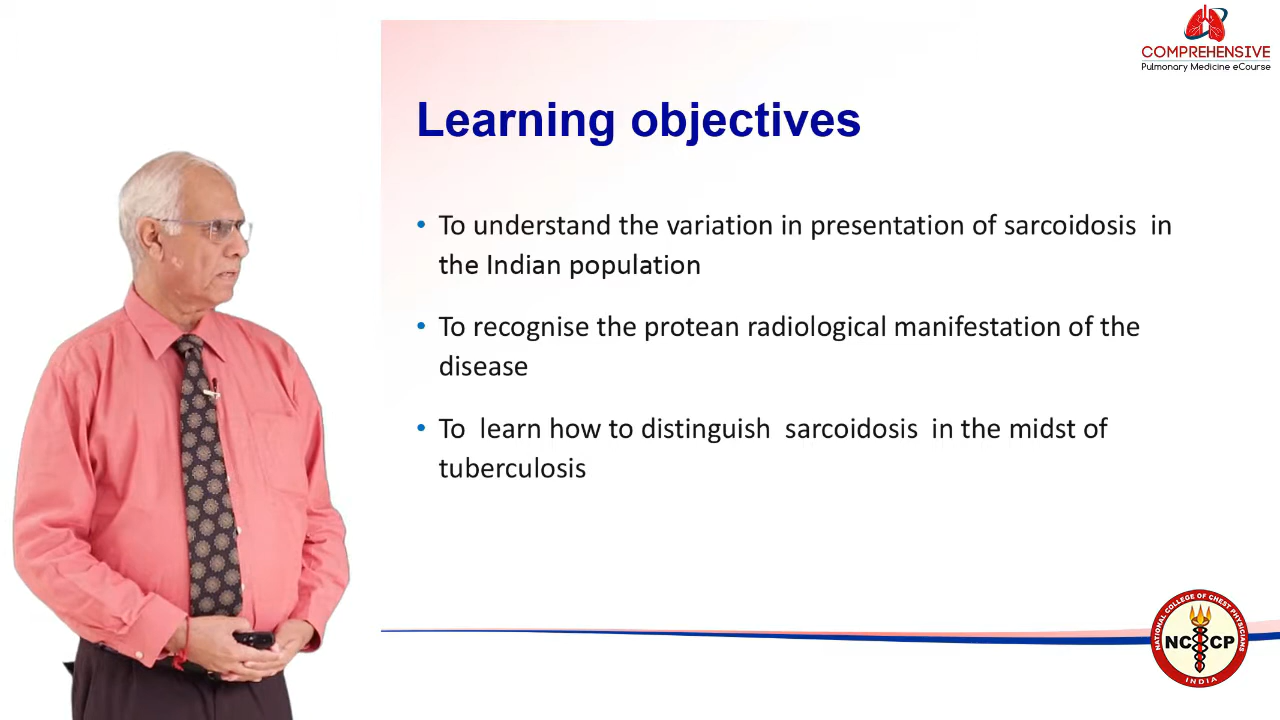 COMPREHENSIVE
Pulmonary Medicine eCourse
Learning objectives
• To understand the variation in presentation of sarcoidosis in
the Indian population
• To recognise the protean radiological manifestation of the
disease
• To learn how to distinguish sarcoidosis in the midst of
tuberculosis
NATIONAL COLLEGE OF CHEST PHYSICIANS
NCCP
INDIA